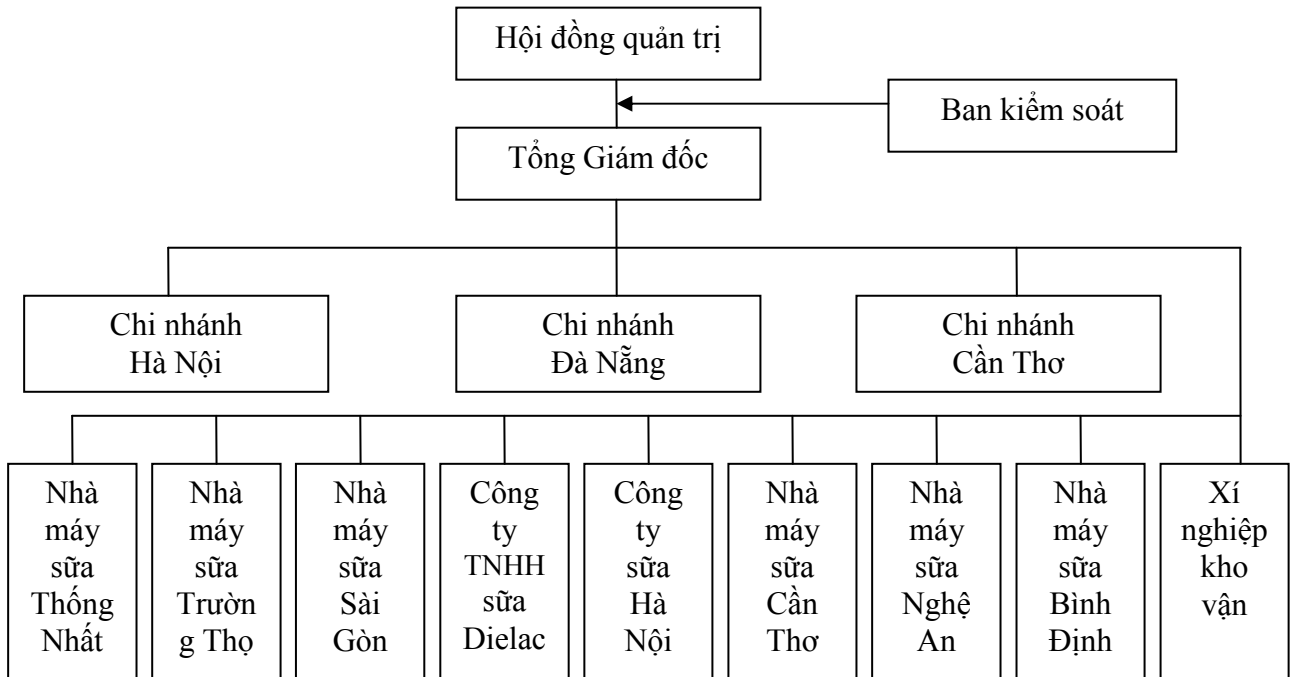 Hội đồng quản trị
Ban kiểm soát
Tổng Giám đốc
Chi nhánh
Hà Nội
Chi nhánh
Đà Nẵng
Chi nhánh
Cần Thơ
Nhà
máy
sữa
Thống
Nhất
Nhà
máy
sữa
Trườn
g Thọ
Nhà
máy
sữa
Sài
Gòn
Công
ty
TNHH
sữa
Dielac
Công
ty
sữa
Hà
Nội
Nhà
máy
sữa
Cần
Thơ
Nhà
máy
sữa
Nghệ
An
Nhà
máy
sữa
Bình
Định
Xí
nghiệp
kho
vận